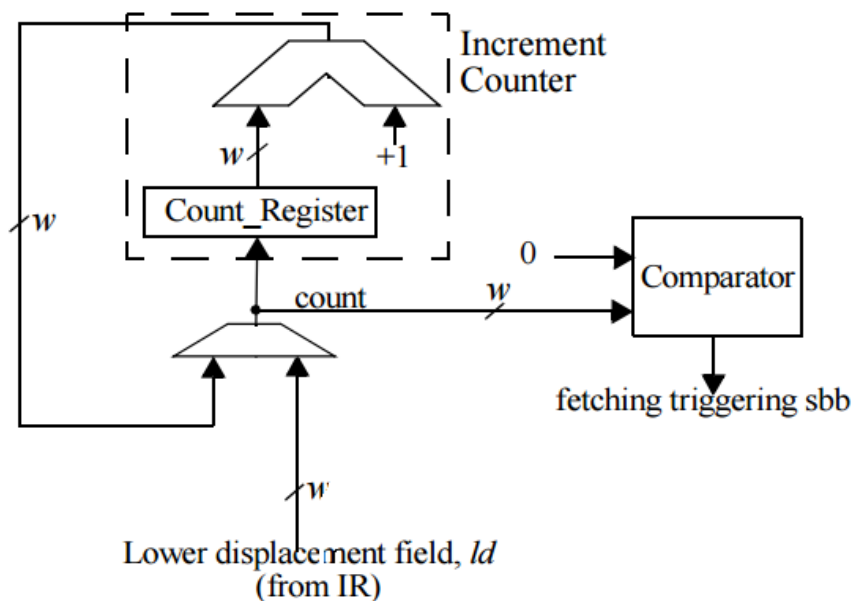 Increment
Counter
w
+1
w
Count_Register
0
Comparator
count
w
fetching triggering sbb
w
Lower displacement field, ld
(from IR)